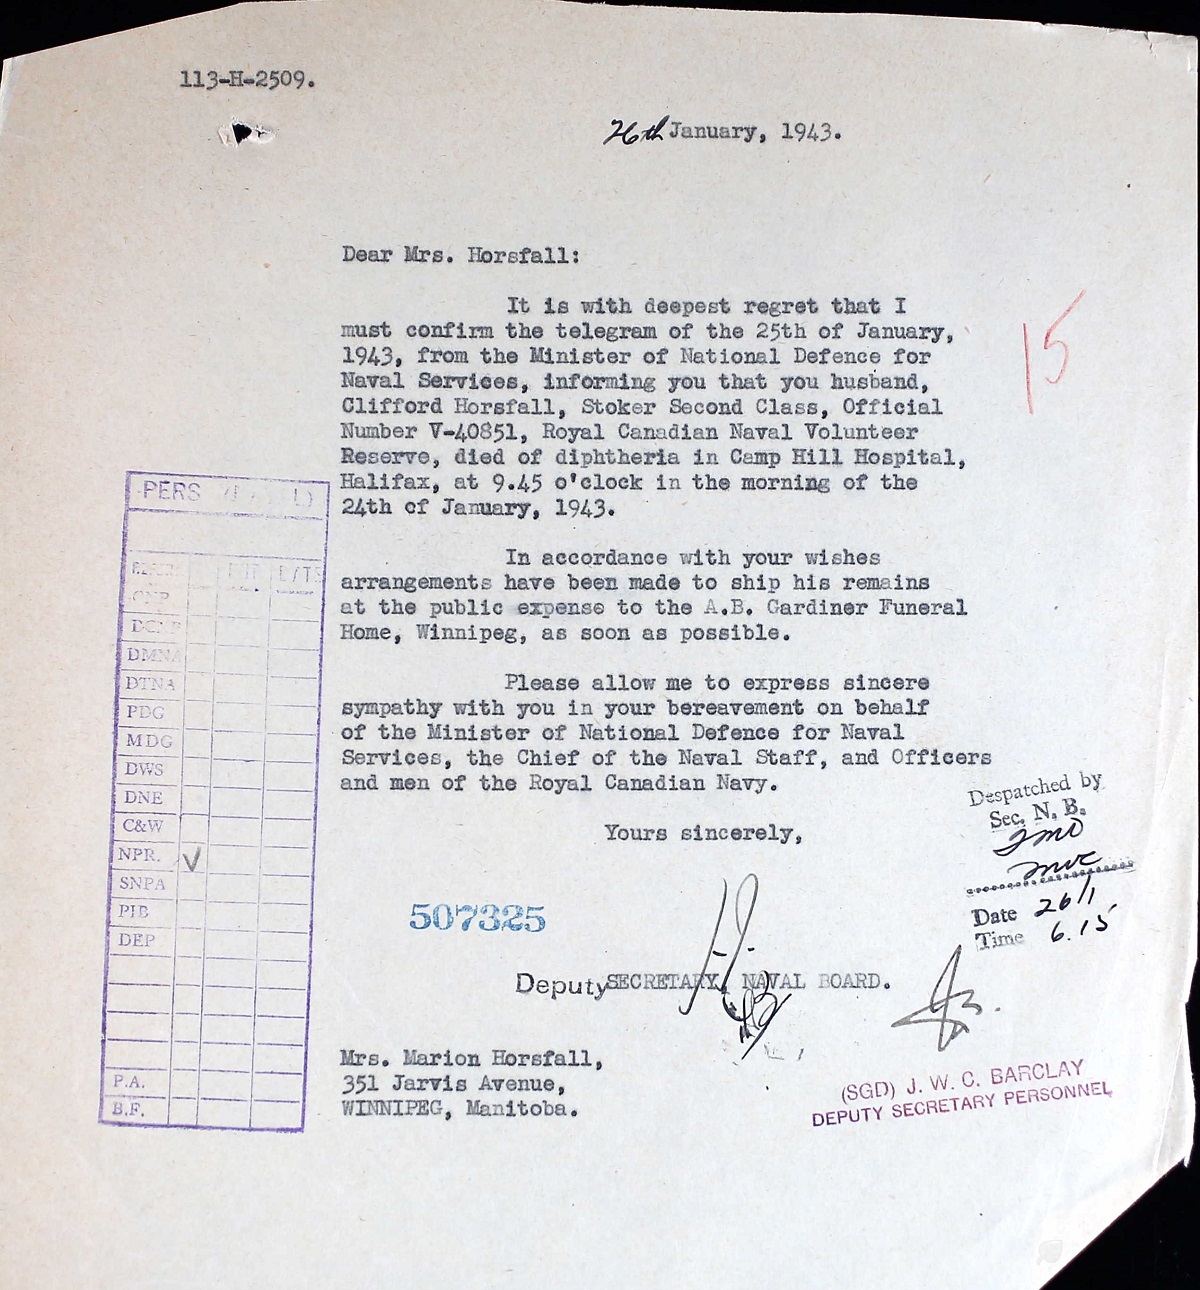 113-H-2509.
26th January, 1943.
Dear Mrs. Horsfall:
It is with deepest regret that I
must confirm the telegram of the 25th of January,
1943, from the Minister of National Defence for
Naval Services, informing you that you husband,
Clifford Horsfall, Stoker Second Class, Official
Number V-40851, Royal Canadian Naval Volunteer
Reserve, died of diphtheria in Camp Hill Hospital,
Halifax, at 9.45 o'clock in the morning of the
24th of January, 1943.
In accordance with your wishes
arrangements have been made to ship his remains
at the public expense to the A.B. Gardiner Funeral
Home, Winnipeg, as soon as possible.
Please allow me to express sincere
sympathy with you in your bereavement on behalf
of the Minister of National Defence for Naval
Services, the Chief of the Naval Staff, and Officers
and men of the Royal Canadian Navy.
Yours sincerely,
15
PERS
CNP
DMNA
DTNA
PDG
MDG
DWS
DNE
C&W
NPR. ✓
SNPA
PIB
DEP
P.A.
B.F.
Despatched by
Sec. N. B.
Date 26/1
Time 6.15
507325
Deputy SECRETARY, NAVAL BOARD.
Mrs. Marion Horsfall,
351 Jarvis Avenue,
WINNIPEG, Manitoba.
(SGD) J. W. C. BARCLAY
DEPUTY SECRETARY PERSONNEL